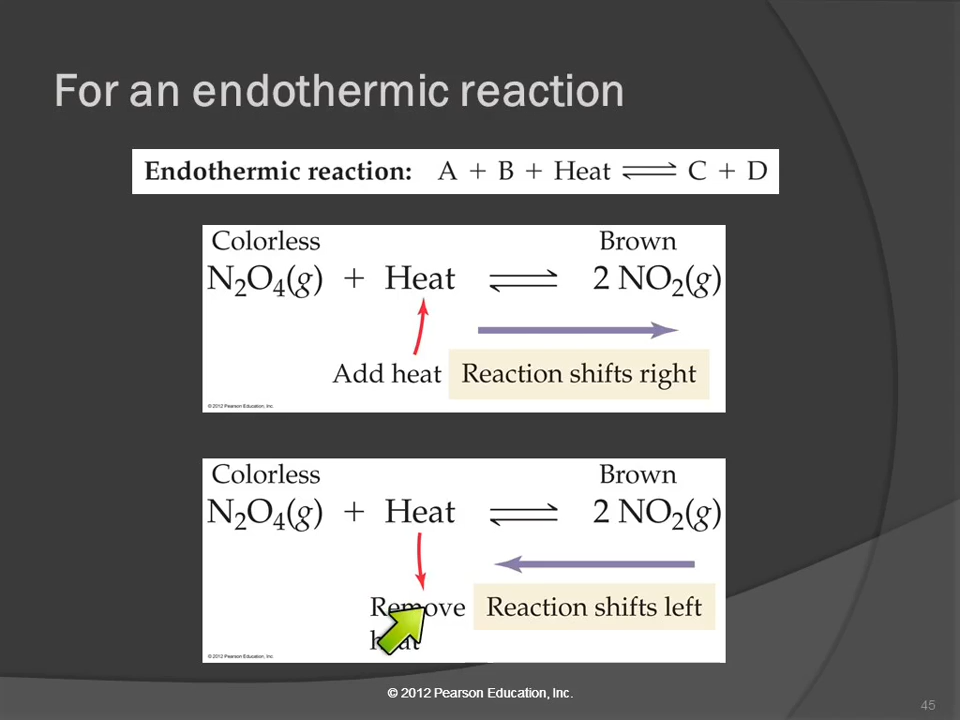 For an endothermic reaction
Endothermic reaction: A + B + Heat ⇌ C + D
Colorless Brown
N₂O₄(g) + Heat ⇌ 2 NO₂(g)
Add heat Reaction shifts right
© 2012 Pearson Education, Inc.
Colorless Brown
N₂O₄(g) + Heat ⇌ 2 NO₂(g)
Remove Reaction shifts left
heat
© 2012 Pearson Education, Inc.
© 2012 Pearson Education, Inc.
45